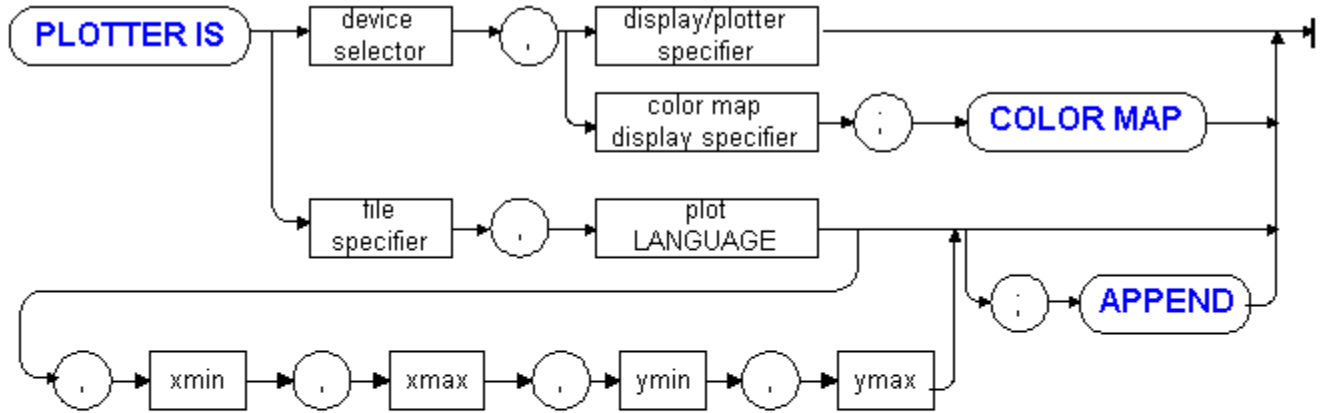 PLOTTER IS
device
selector
,
display/plotter
specifier
color map
display specifier
;
COLOR MAP
file
specifier
,
plot
LANGUAGE
;
APPEND
,
xmin
,
xmax
,
ymin
,
ymax